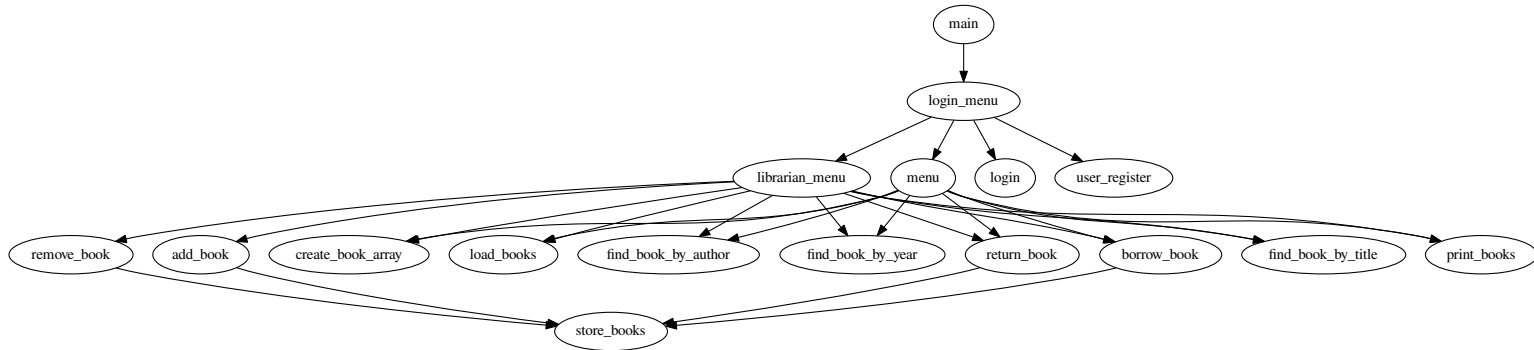 main
login_menu
librarian_menu
menu
login
user_register
remove_book
add_book
create_book_array
load_books
find_book_by_author
find_book_by_year
return_book
borrow_book
find_book_by_title
print_books
store_books